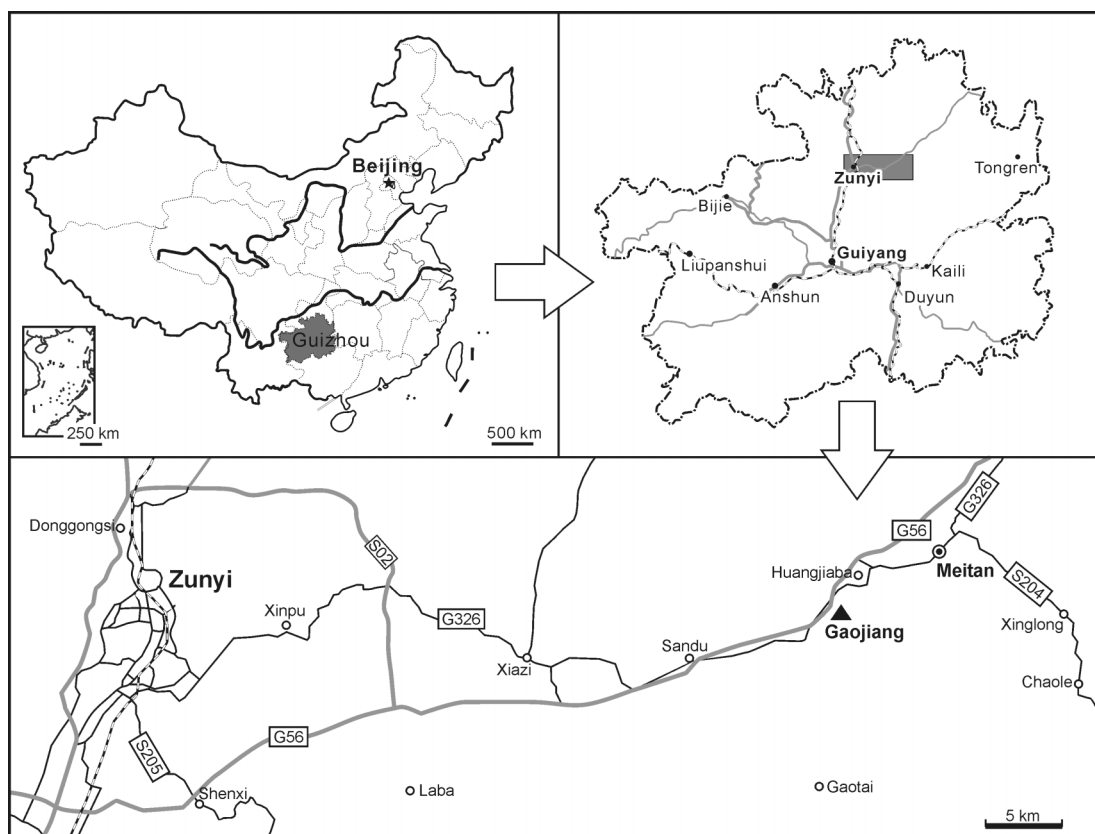 Beijing
Guizhou
250 km
500 km
Zunyi
Tongren
Bijie
Guiyang
Liupanshui
Kaili
Anshun
Duyun
Donggongsi
S02
G56
G326
Huangjiaba
Meitan
Zunyi
S204
Xinpu
G326
Gaojiang
Xinglong
Sandu
Xiazi
Chaole
G56
S205
Shenxi
Laba
Gaotai
5 km